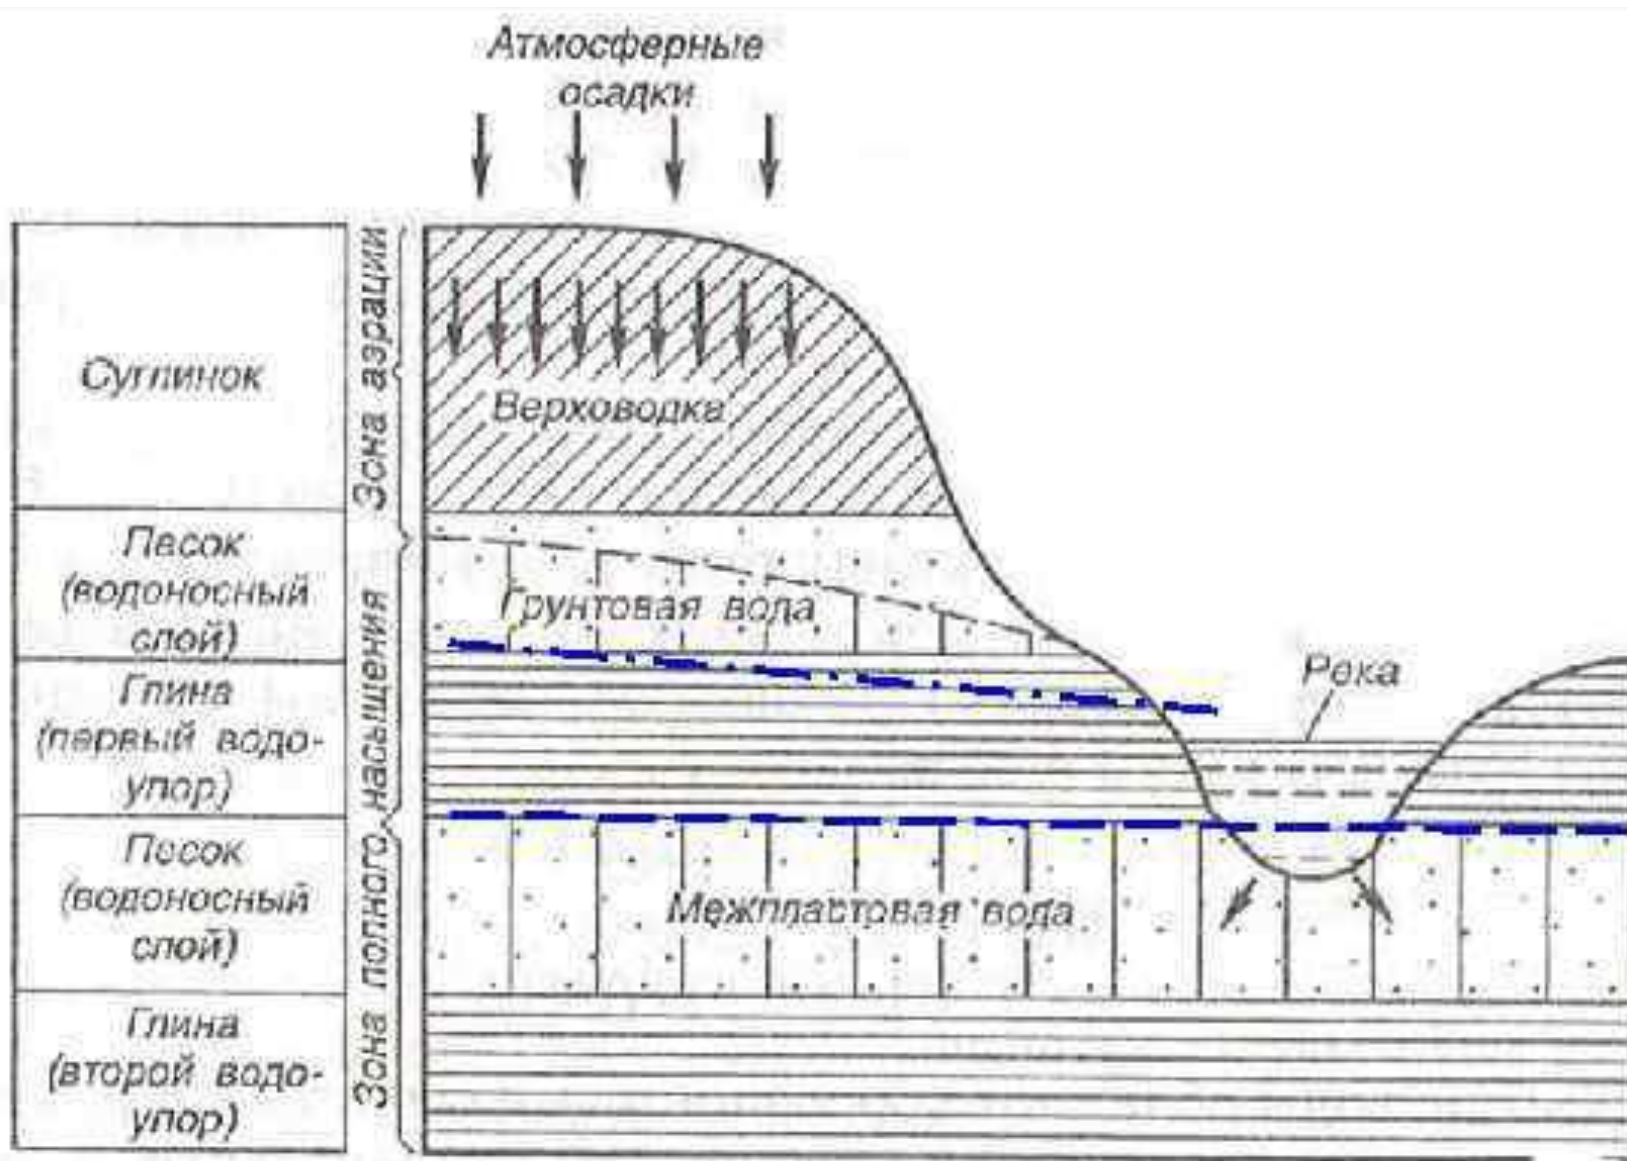 Атмосферные
осадки
Суглинок
Песок
(водоносный
слой)
Глина
(первый водо-
упор)
Песок
(водоносный
слой)
Глина
(второй водо-
упор)
Зона аэрации
Зона полного насыщения
Верховодка
Грунтовая вода
Река
Межпластовая вода